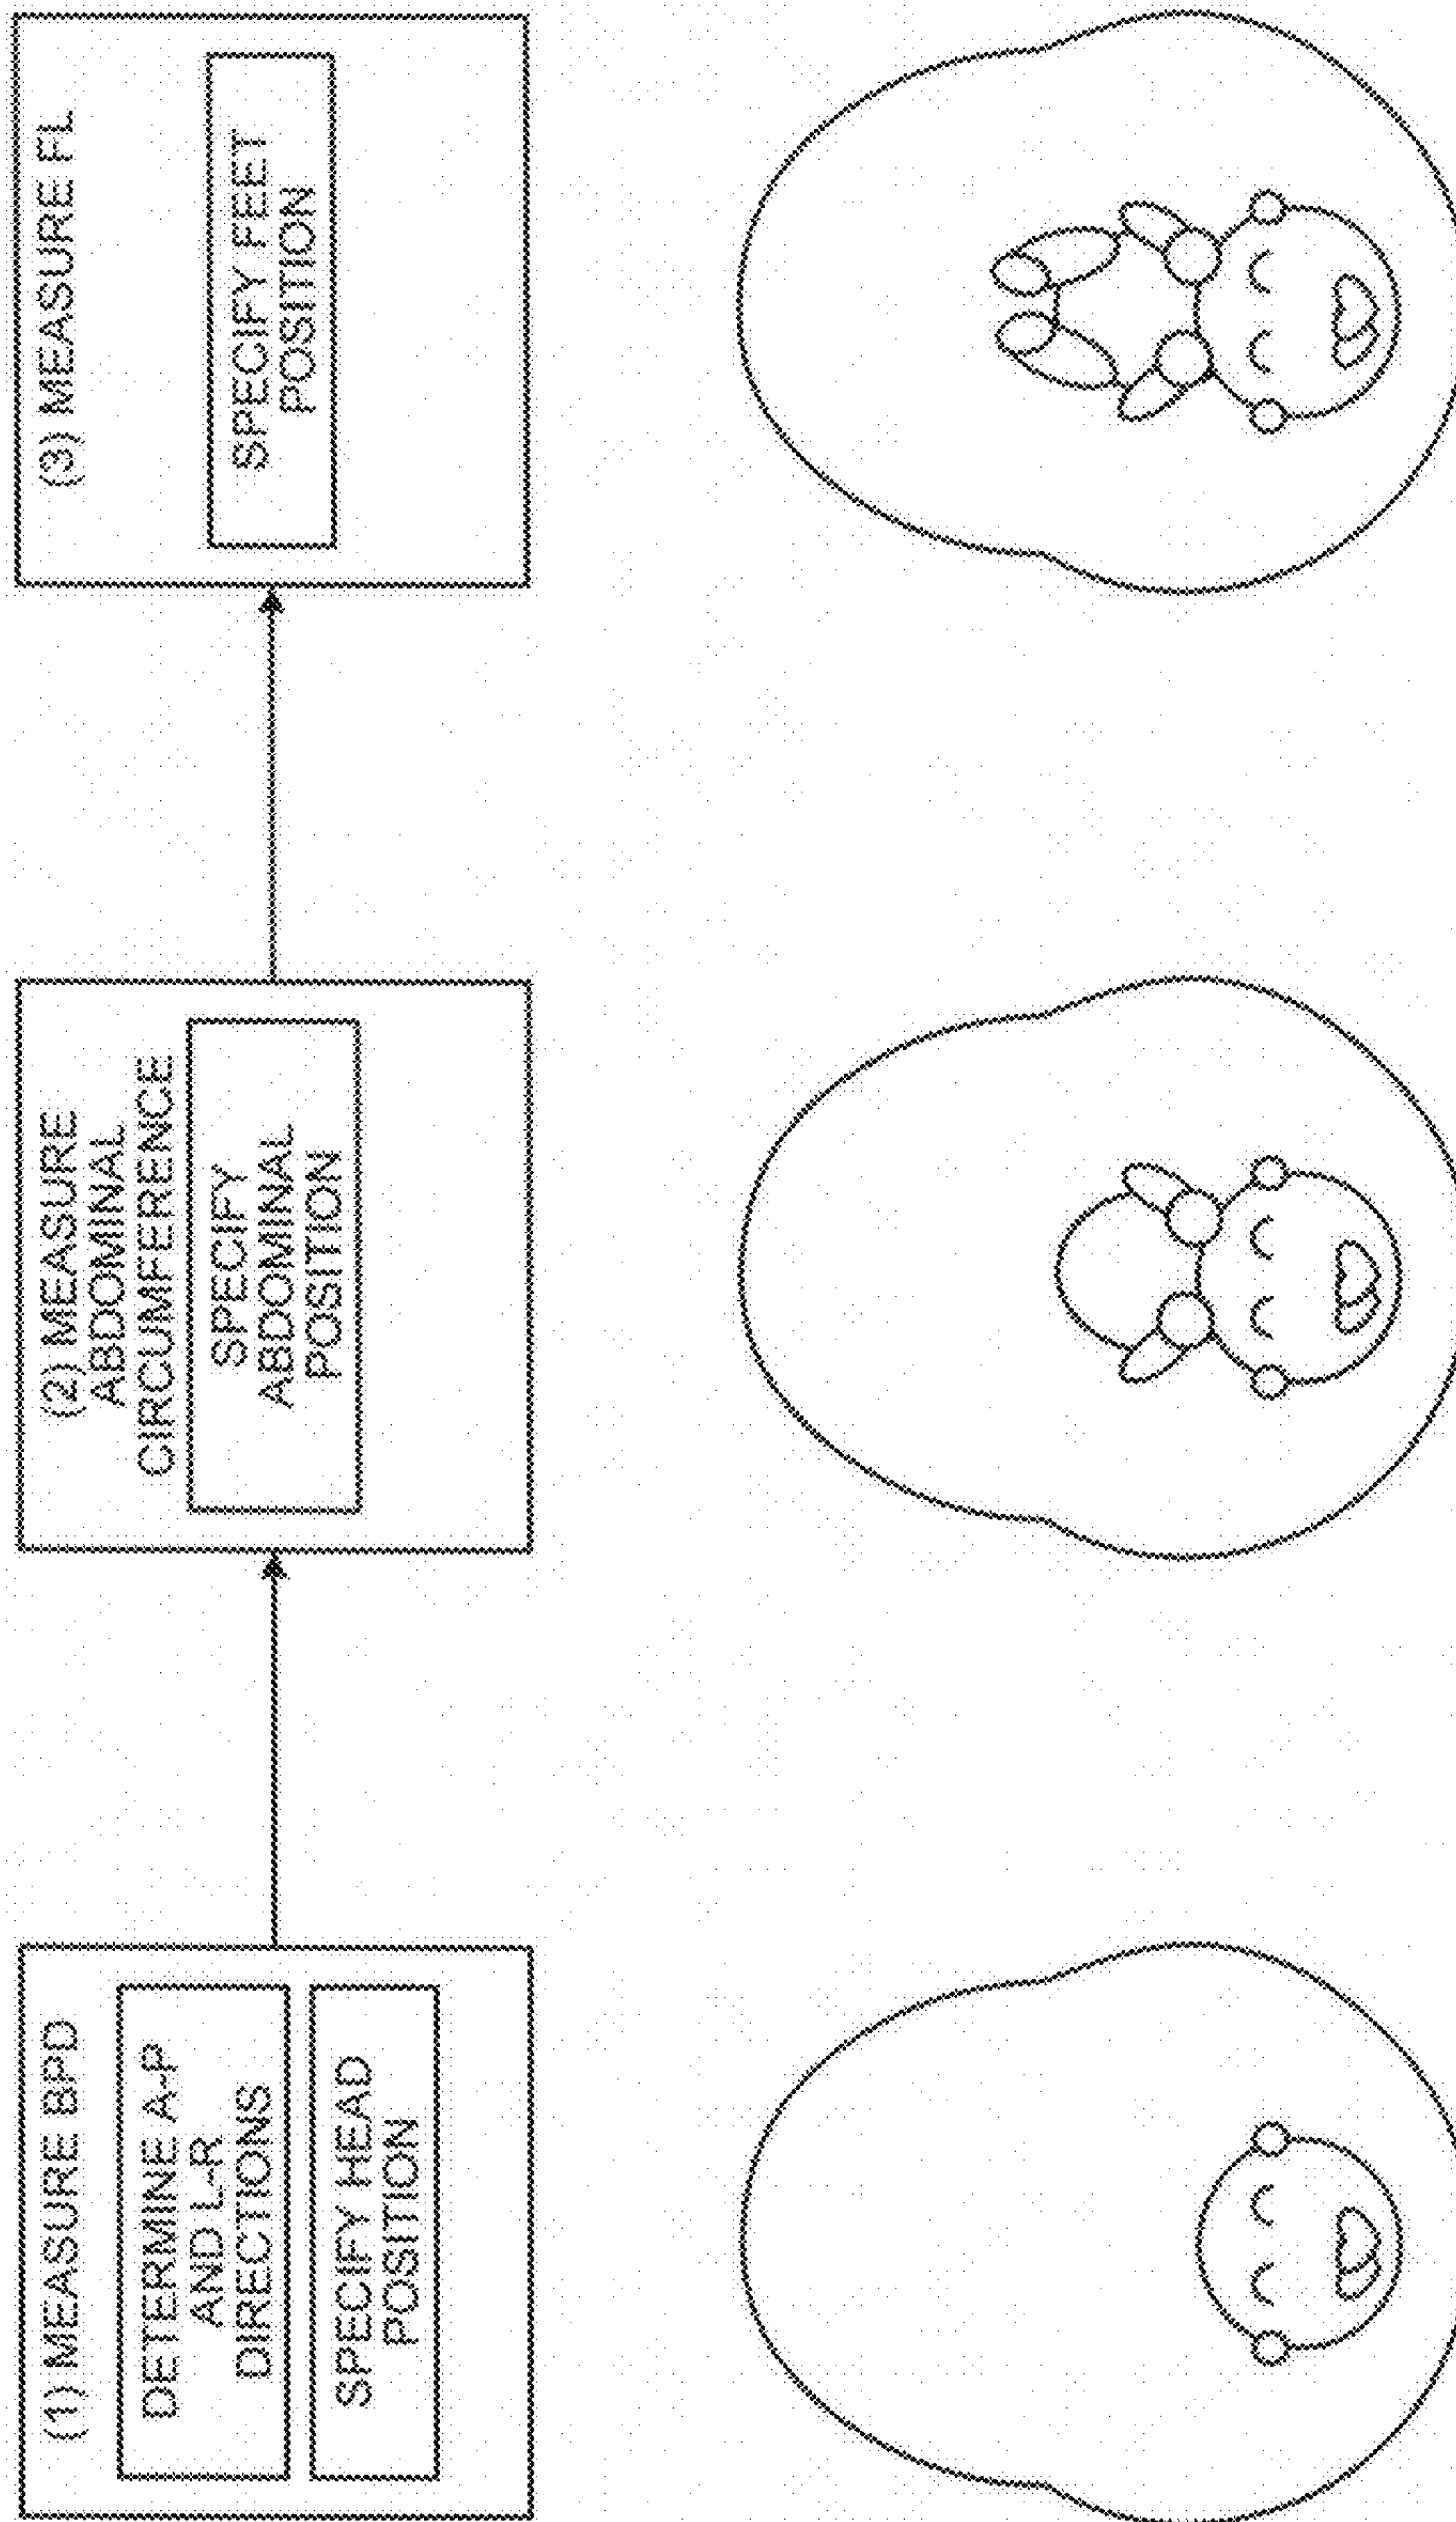 (1) MEASURE BPD
DETERMINE A-P
AND L-R
DIRECTIONS
SPECIFY HEAD
POSITION
(2) MEASURE
ABDOMINAL
CIRCUMFERENCE
SPECIFY
ABDOMINAL
POSITION
(3) MEASURE FL
SPECIFY FEET
POSITION